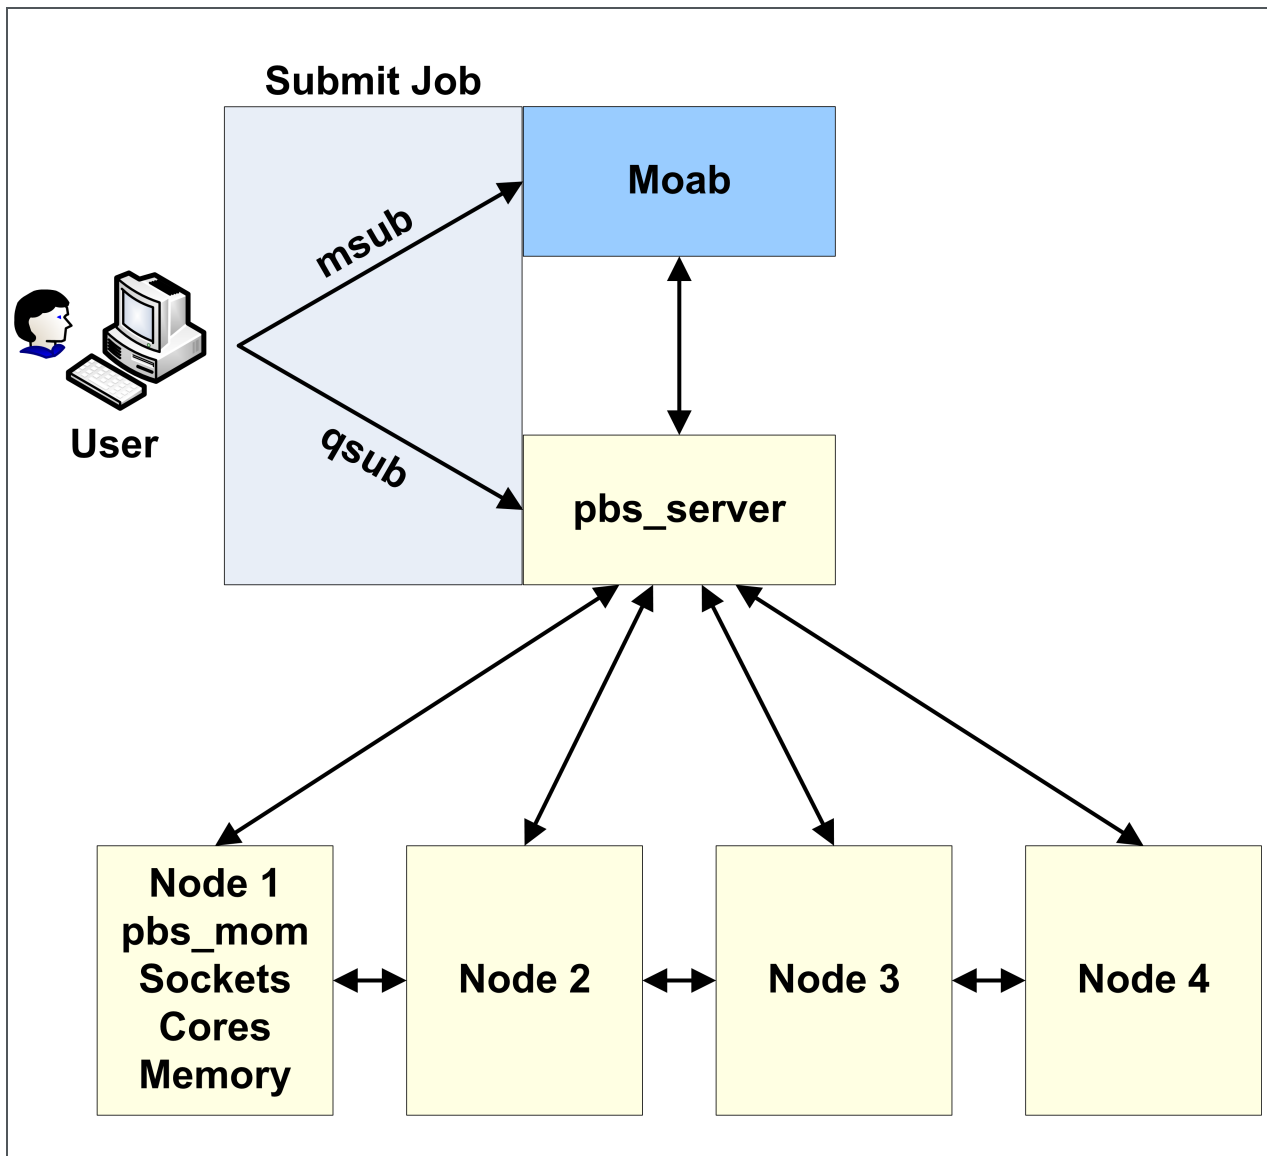 Submit Job
Moab
msub
User
qsub
pbs_server
Node 1
pbs_mom
Sockets
Cores
Memory
Node 2
Node 3
Node 4